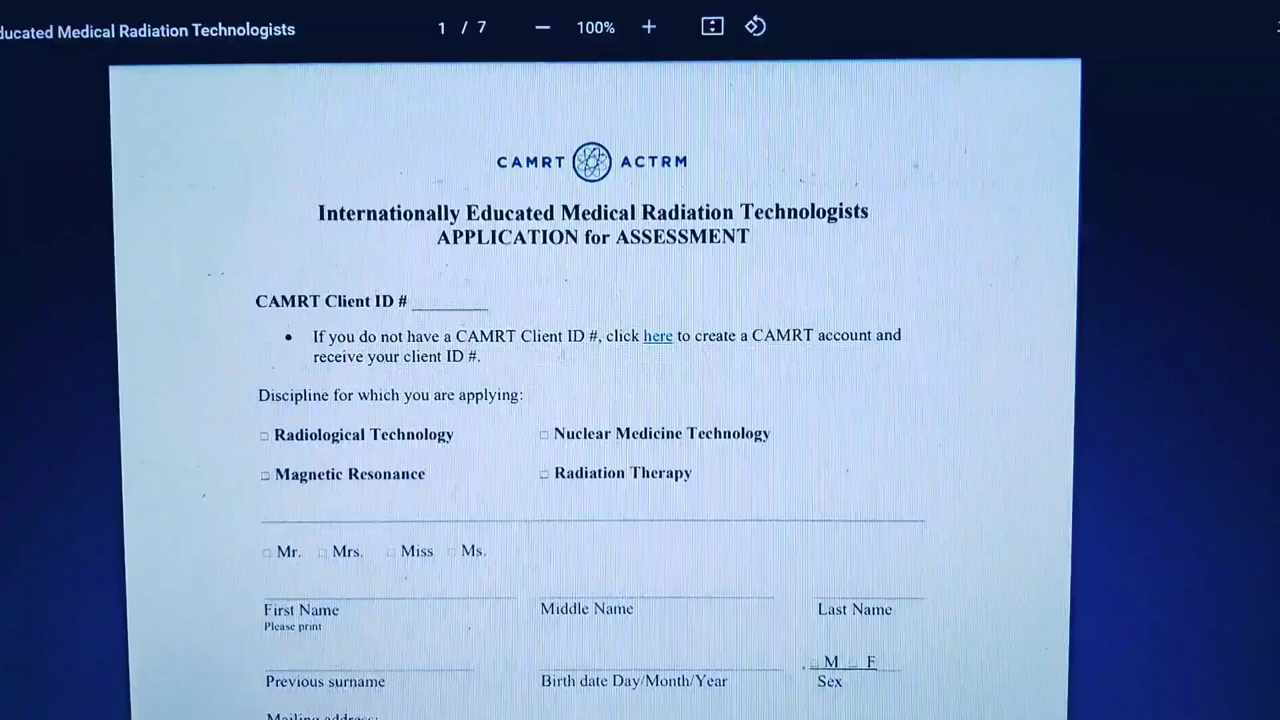 ducated Medical Radiation Technologists 1 / 7 100%
CAMRT ACTRM
Internationally Educated Medical Radiation Technologists
APPLICATION for ASSESSMENT
CAMRT Client ID #
• If you do not have a CAMRT Client ID #, click here to create a CAMRT account and
receive your client ID #.
Discipline for which you are applying:
Radiological Technology Nuclear Medicine Technology
Magnetic Resonance Radiation Therapy
Mr. Mrs. Miss Ms.
First Name Middle Name Last Name
Please print
M F
Previous surname Birth date Day/Month/Year Sex
Mailing address: